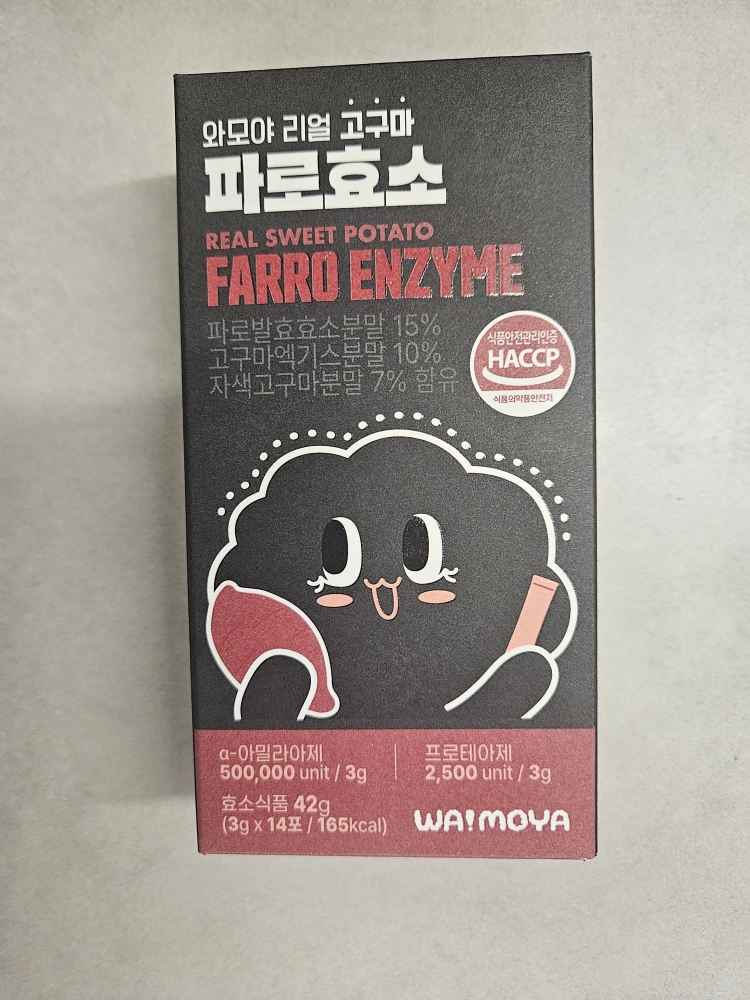 와모야 리얼 고구마
파로효소
REAL SWEET POTATO
FARRO ENZYME
파로발효효소분말 15%
고구마엑기스분말 10%
자색고구마분말 7% 함유
식품안전관리인증
HACCP
식품의약품안전처
α-아밀라아제
500,000 unit / 3g
프로테아제
2,500 unit / 3g
효소식품 42g
(3g x 14포 / 165kcal)
WA!MOYA